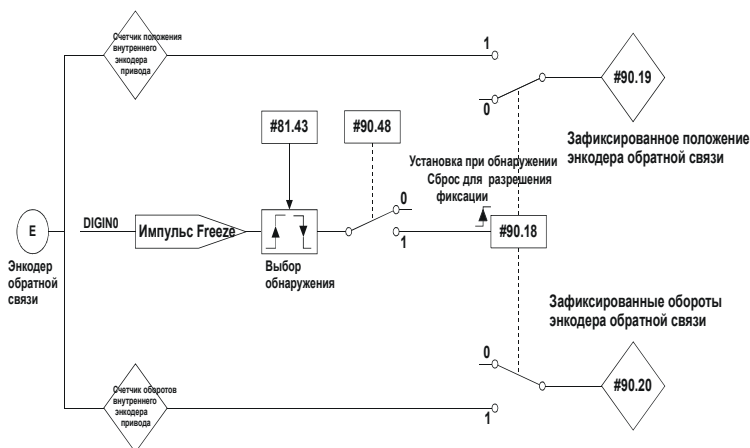 Счетчик положения
внутреннего
энкодера
привода
1
0
#90.19
Зафиксированное положение
энкодера обратной связи
#81.43
#90.48
Установка при обнаружении
Сброс для разрешения
фиксации
E
DIGIN0
Импульс Freeze
0
1
#90.18
Энкодер
обратной
связи
Выбор
обнаружения
Зафиксированные обороты
энкодера обратной связи
0
1
#90.20
Счетчик оборотов
внутреннего
энкодера
привода